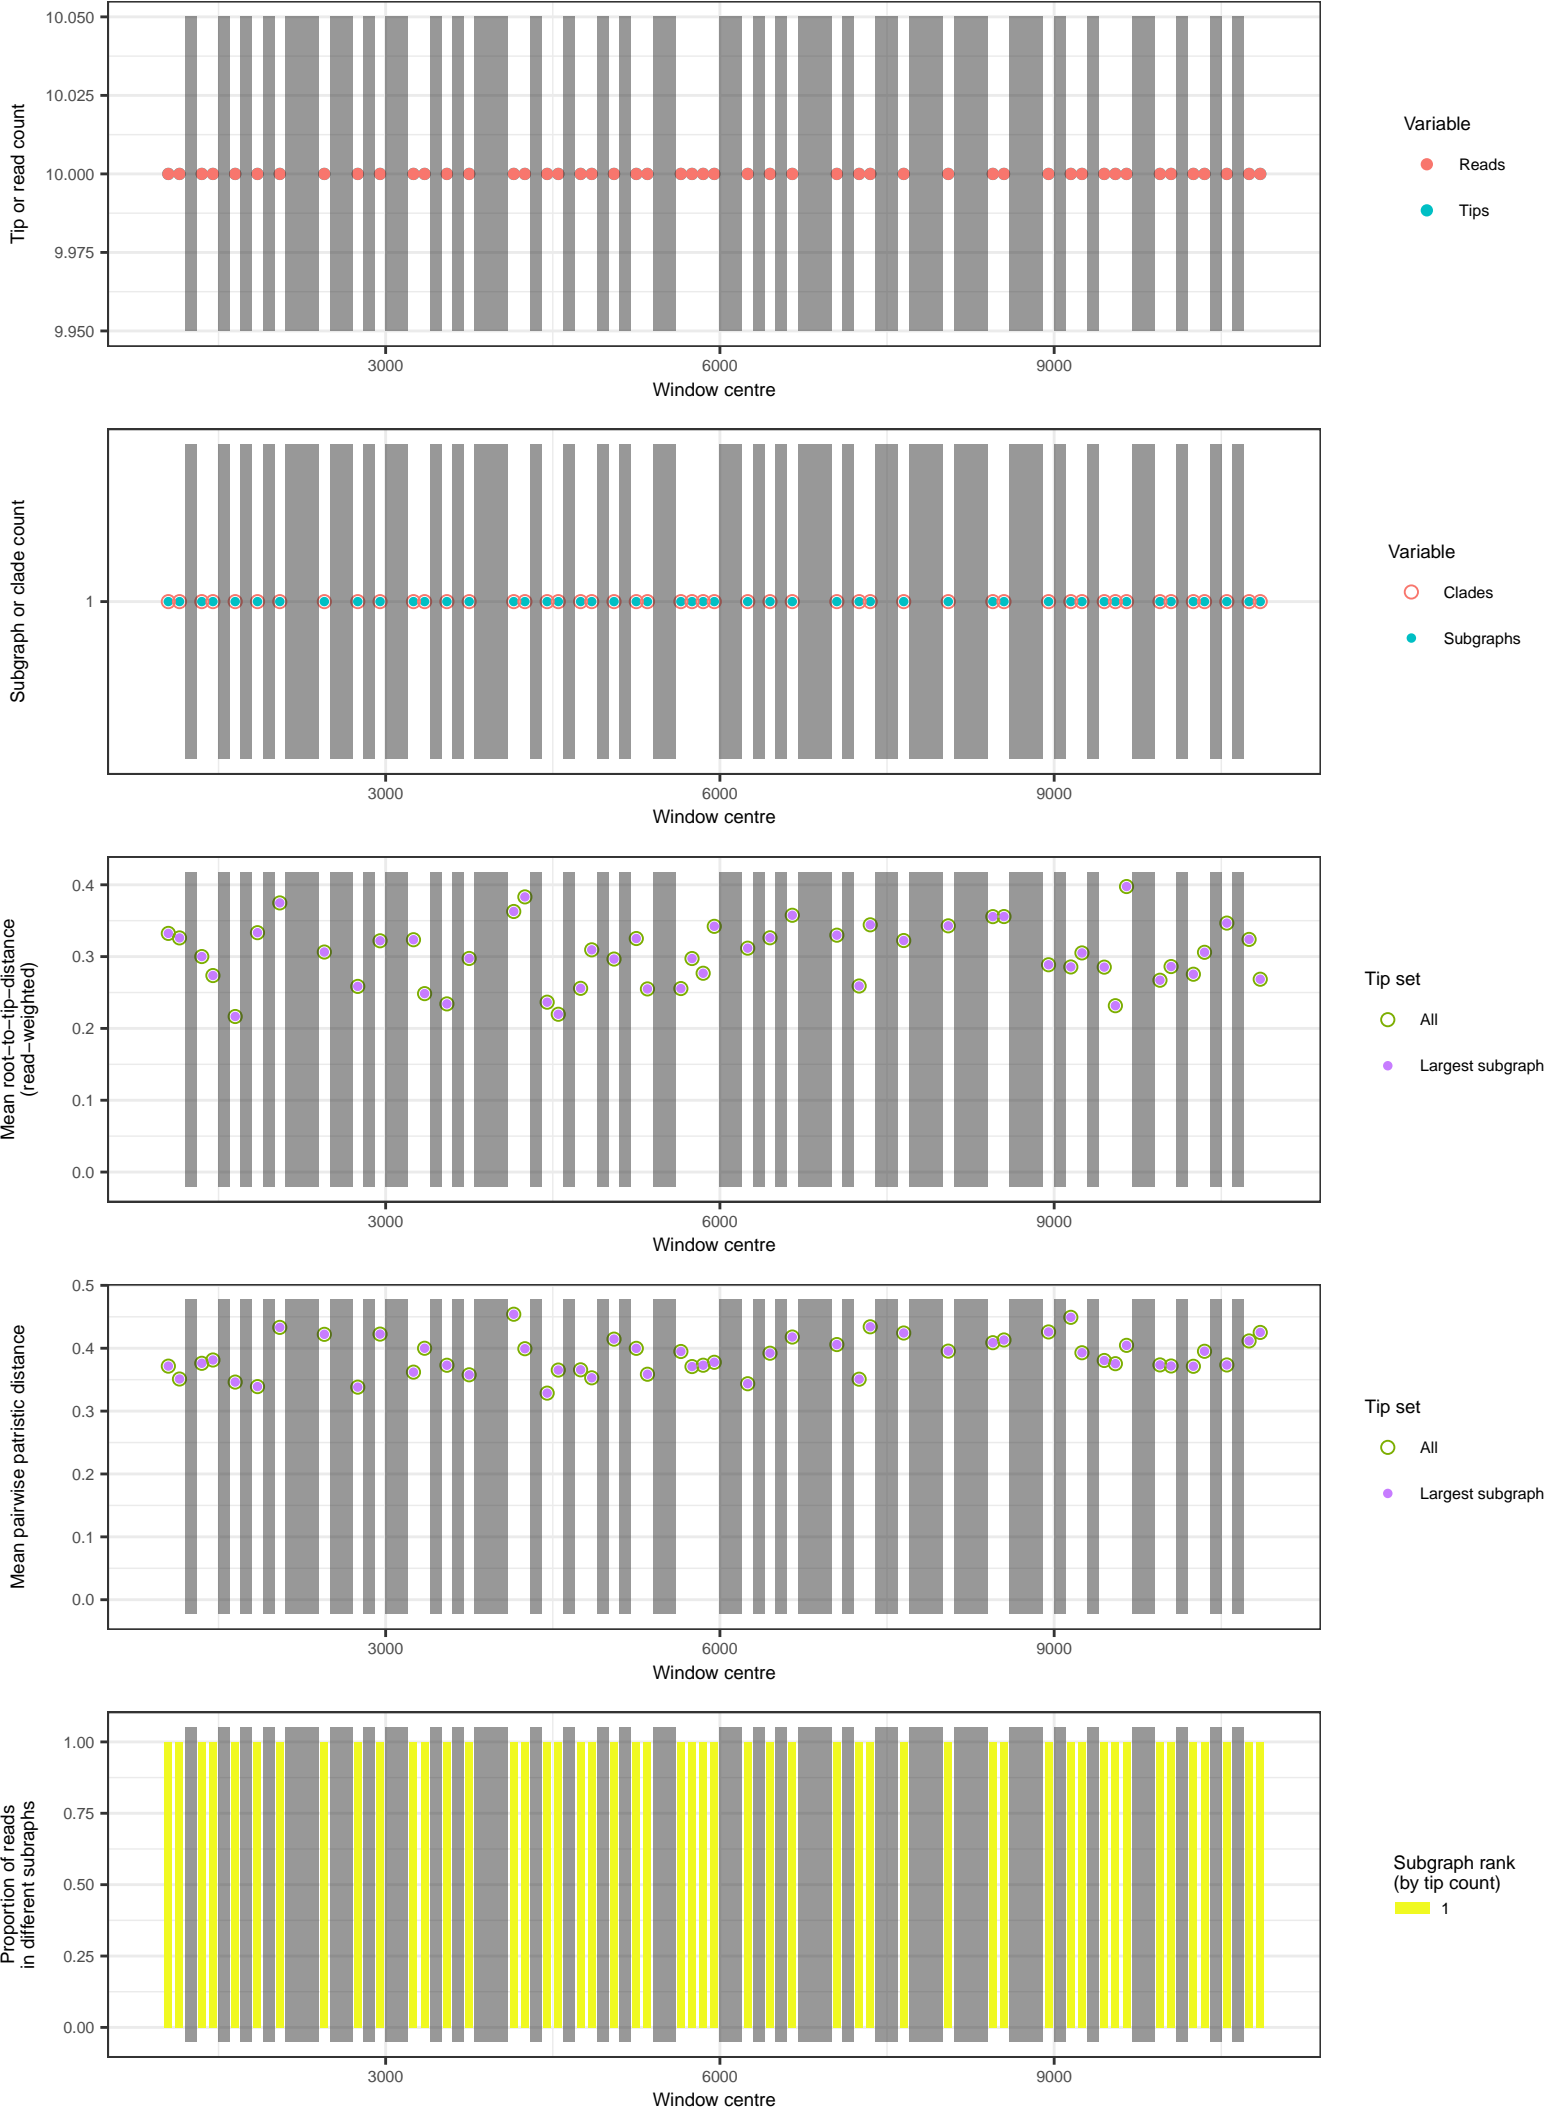 10.050
10.025
10.000
9.975
9.950
Tip or read count
3000
6000
9000
Window centre
Variable
Reads
Tips
1
Subgraph or clade count
3000
6000
9000
Window centre
Variable
Clades
Subgraphs
0.4
0.3
0.2
0.1
0.0
Mean root−to−tip−distance
(read−weighted)
3000
6000
9000
Window centre
Tip set
All
Largest subgraph
0.5
0.4
0.3
0.2
0.1
0.0
Mean pairwise patristic distance
3000
6000
9000
Window centre
Tip set
All
Largest subgraph
1.00
0.75
0.50
0.25
0.00
Proportion of reads
in different subraphs
3000
6000
9000
Window centre
Subgraph rank
(by tip count)
1